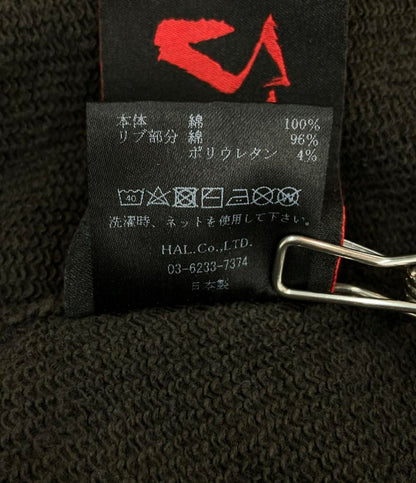 本体 綿 100%
リブ部分 綿 96%
ポリウレタン 4%
40
洗濯時、ネットを使用して下さい。
HAL.Co.,LTD.
03-6233-7374
日本製